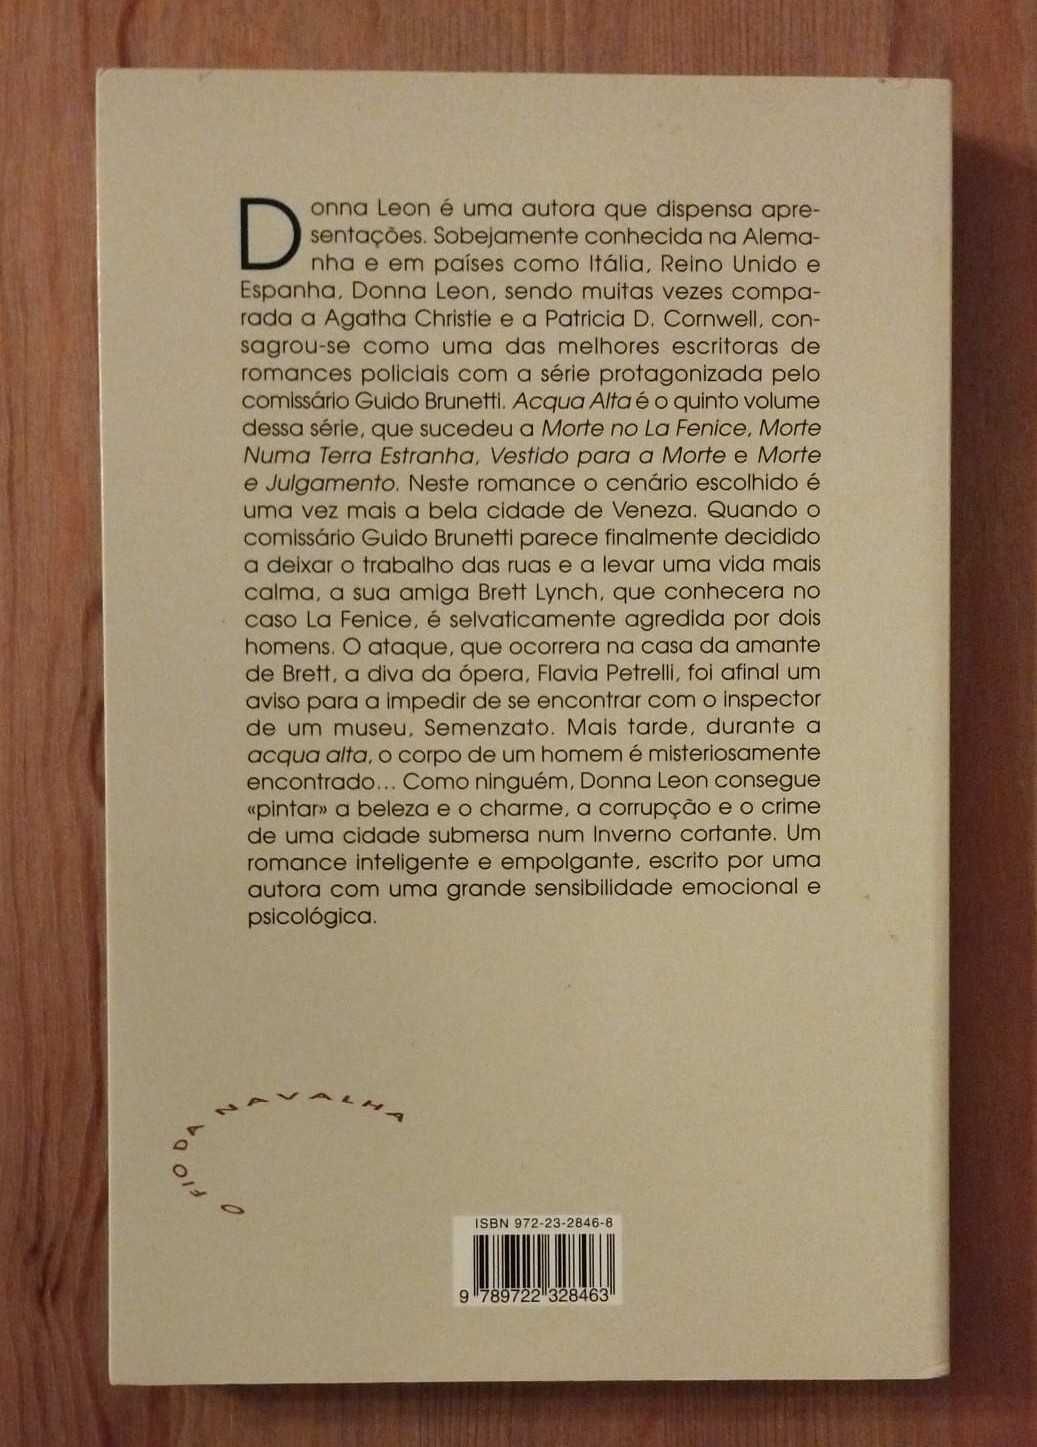 Donna Leon é uma autora que dispensa apre-
sentações. Sobejamente conhecida na Alema-
nha e em países como Itália, Reino Unido e
Espanha, Donna Leon, sendo muitas vezes compa-
rada a Agatha Christie e a Patricia D. Cornwell, con-
sagrou-se como uma das melhores escritoras de
romances policiais com a série protagonizada pelo
comissário Guido Brunetti. Acqua Alta é o quinto volume
dessa série, que sucedeu a Morte no La Fenice, Morte
Numa Terra Estranha, Vestido para a Morte e Morte
e Julgamento. Neste romance o cenário escolhido é
uma vez mais a bela cidade de Veneza. Quando o
comissário Guido Brunetti parece finalmente decidido
a deixar o trabalho das ruas e a levar uma vida mais
calma, a sua amiga Brett Lynch, que conhecera no
caso La Fenice, é selvaticamente agredida por dois
homens. O ataque, que ocorrera na casa da amante
de Brett, a diva da ópera, Flavia Petrelli, foi afinal um
aviso para a impedir de se encontrar com o inspector
de um museu, Semenzato. Mais tarde, durante a
acqua alta, o corpo de um homem é misteriosamente
encontrado... Como ninguém, Donna Leon consegue
«pintar» a beleza e o charme, a corrupção e o crime
de uma cidade submersa num Inverno cortante. Um
romance inteligente e empolgante, escrito por uma
autora com uma grande sensibilidade emocional e
psicológica.
O FIO DA NAVALHA
ISBN 972-23-2846-8
9 789722 328463